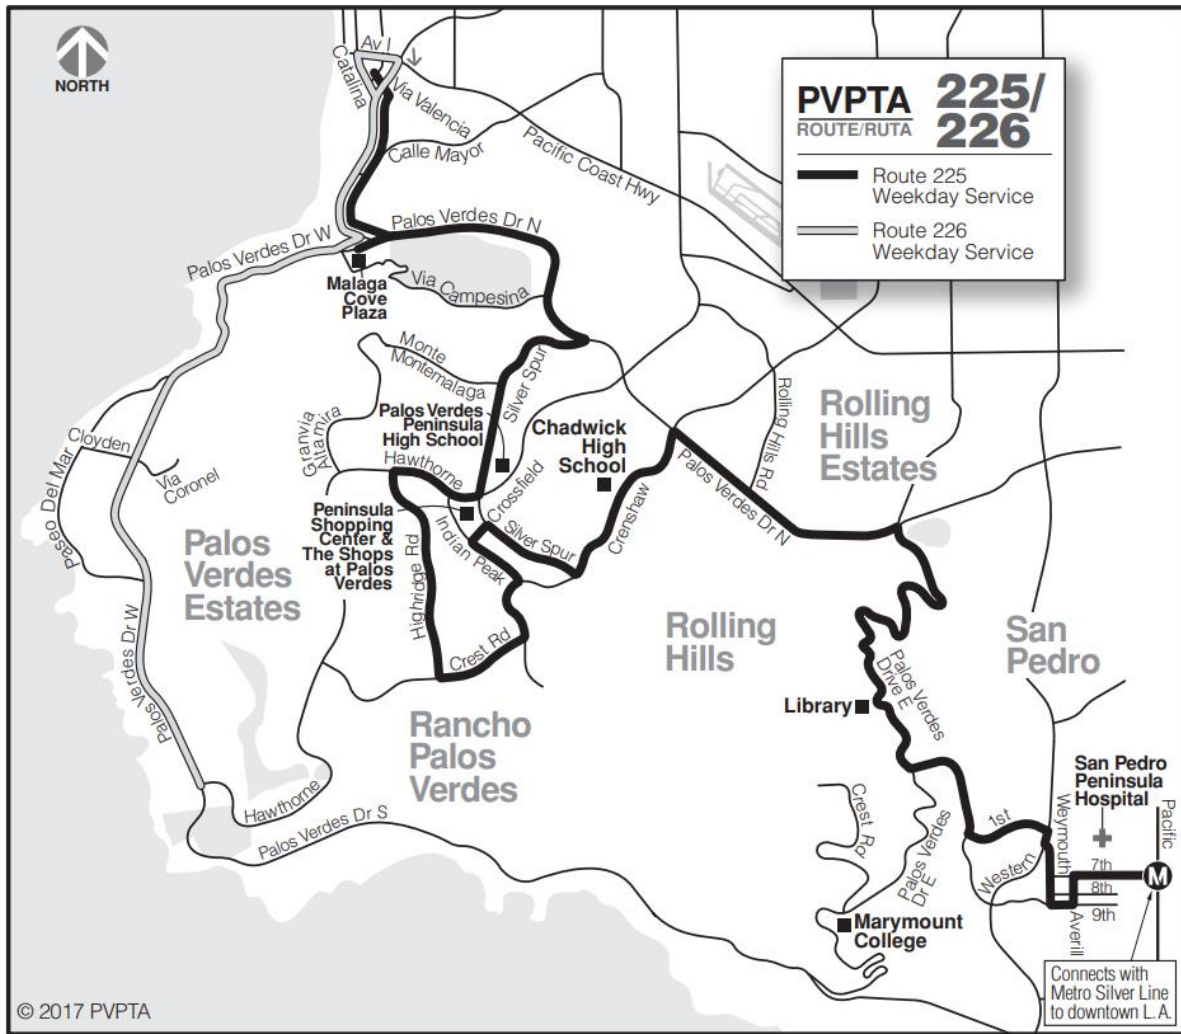 NORTH
Av I
Catalina
Via Valencia
Calle Mayor
Pacific Coast Hwy
PVPTA
ROUTE/RUTA
225/
226
Route 225
Weekday Service
Route 226
Weekday Service
Palos Verdes Dr W
Palos Verdes Dr N
Malaga
Cove
Plaza
Via Campesina
Monte
Montemalaga
Silver Spur
Granvia
Altamira
Palos Verdes
Peninsula
High School
Hawthorne
Crossfield
Chadwick
High
School
Rolling Hills Rd
Rolling
Hills
Estates
Cloyden
Via
Coronel
Paseo Del Mar
Peninsula
Shopping
Center &
The Shops
at Palos
Verdes
Indian Peak
Silver Spur
Crenshaw
Palos Verdes Dr N
Palos
Verdes
Estates
Highridge Rd
Crest Rd
Rolling
Hills
San
Pedro
Palos Verdes Dr W
Palos Verdes
Drive E
Library
Rancho
Palos
Verdes
Hawthorne
Palos Verdes Dr S
Crest Rd
Palos Verdes
Dr E
Marymount
College
San Pedro
Peninsula
Hospital
Pacific
Weymouth
1st
Western
7th
8th
9th
Averill
M
Connects with
Metro Silver Line
to downtown L.A.
© 2017 PVPTA